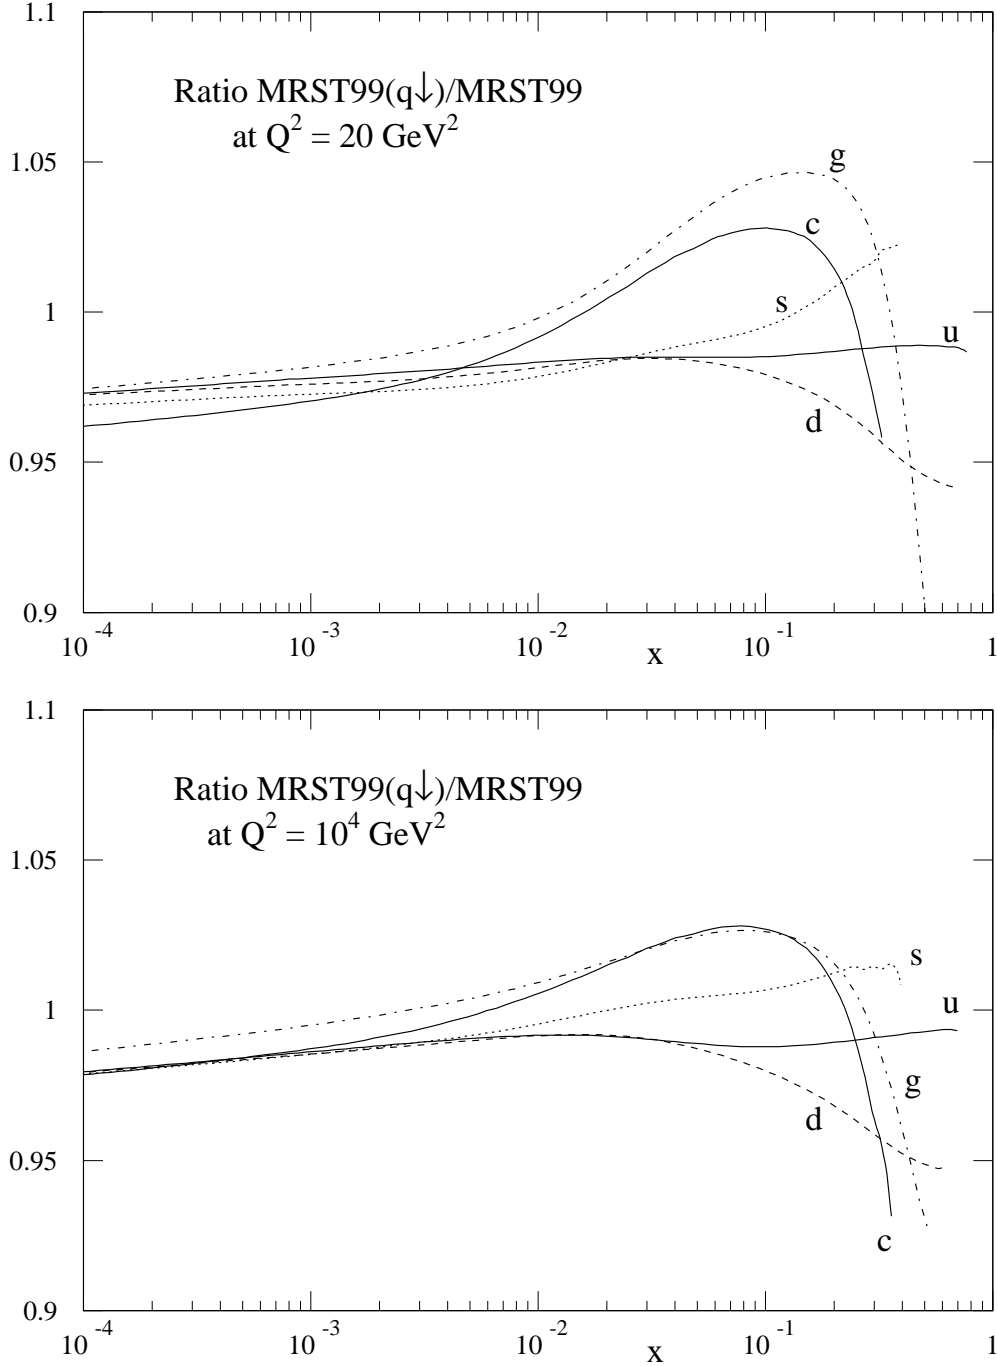 1.1
Ratio MRST99(q↓)/MRST99
at Q² = 20 GeV²
1.05
g
c
s
1
u
d
0.95
0.9
10⁻⁴ 10⁻³ 10⁻² 10⁻¹ 1
x
1.1
Ratio MRST99(q↓)/MRST99
at Q² = 10⁴ GeV²
1.05
s
1
u
g
d
0.95
c
0.9
10⁻⁴ 10⁻³ 10⁻² 10⁻¹ 1
x